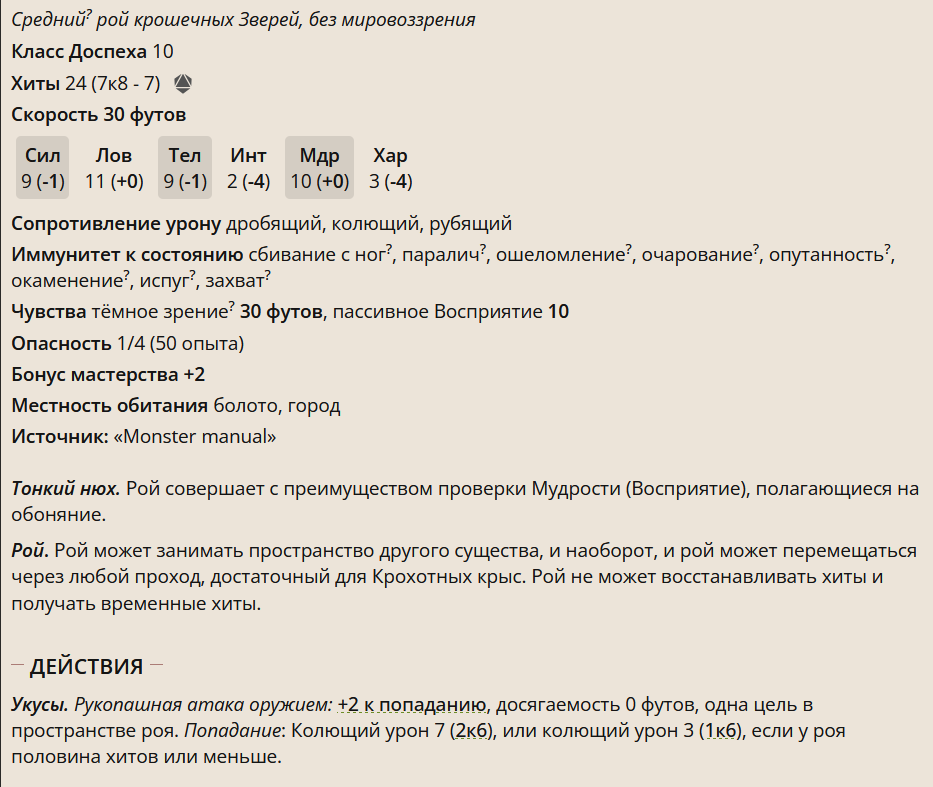 Средний? рой крошечных Зверей, без мировоззрения
Класс Доспеха 10
Хиты 24 (7к8 - 7)
Скорость 30 футов
Сил Лов Тел Инт Мдр Хар
9 (-1) 11 (+0) 9 (-1) 2 (-4) 10 (+0) 3 (-4)
Сопротивление урону дробящий, колющий, рубящий
Иммунитет к состоянию сбивание с ног?, паралич?, ошеломление?, очарование?, опутанность?,
окаменение?, испуг?, захват?
Чувства тёмное зрение? 30 футов, пассивное Восприятие 10
Опасность 1/4 (50 опыта)
Бонус мастерства +2
Местность обитания болото, город
Источник: «Monster manual»
Тонкий нюх. Рой совершает с преимуществом проверки Мудрости (Восприятие), полагающиеся на
обоняние.
Рой. Рой может занимать пространство другого существа, и наоборот, и рой может перемещаться
через любой проход, достаточный для Крохотных крыс. Рой не может восстанавливать хиты и
получать временные хиты.
ДЕЙСТВИЯ
Укусы. Рукопашная атака оружием: +2 к попаданию, досягаемость 0 футов, одна цель в
пространстве роя. Попадание: Колющий урон 7 (2к6), или колющий урон 3 (1к6), если у роя
половина хитов или меньше.